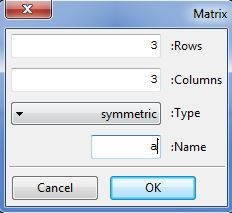 Matrix
3 :Rows
3 :Columns
symmetric :Type
a :Name
Cancel OK